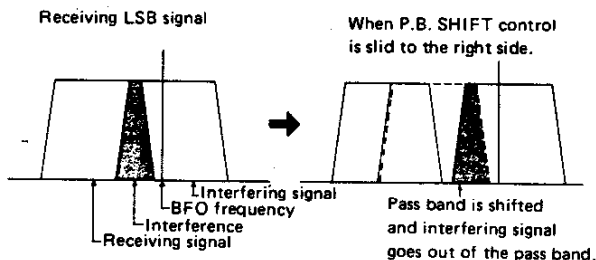 Receiving LSB signal
When P.B. SHIFT control
is slid to the right side.
Interfering signal
BFO frequency
Interference
Receiving signal
Pass band is shifted
and interfering signal
goes out of the pass band.